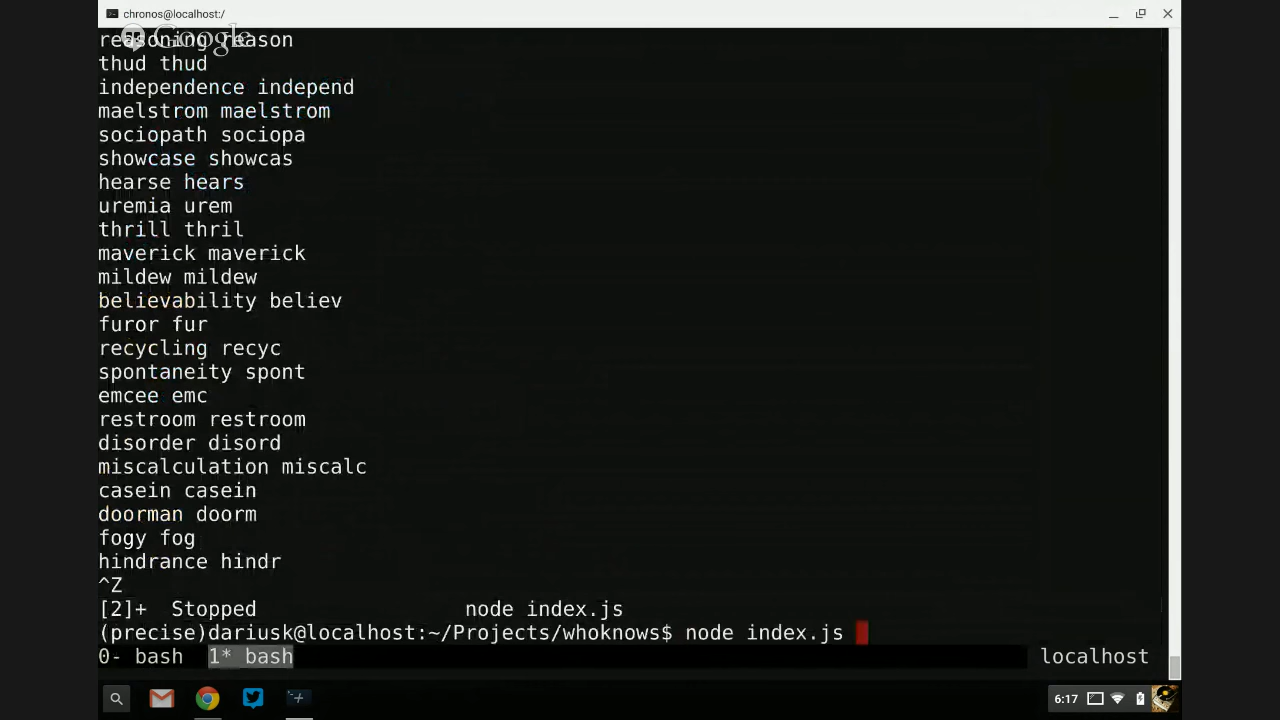 chronos@localhost:/
Google
reasoning reason
thud thud
independence independ
maelstrom maelstrom
sociopath sociopa
showcase showcas
hearse hears
uremia urem
thrill thril
maverick maverick
mildew mildew
believability believ
furor fur
recycling recyc
spontaneity spont
emcee emc
restroom restroom
disorder disord
miscalculation miscalc
casein casein
doorman doorm
fogy fog
hindrance hindr
^Z
[2]+  Stopped                 node index.js
(precise)dariusk@localhost:~/Projects/whoknows$ node index.js
0- bash  1* bash localhost
6:17